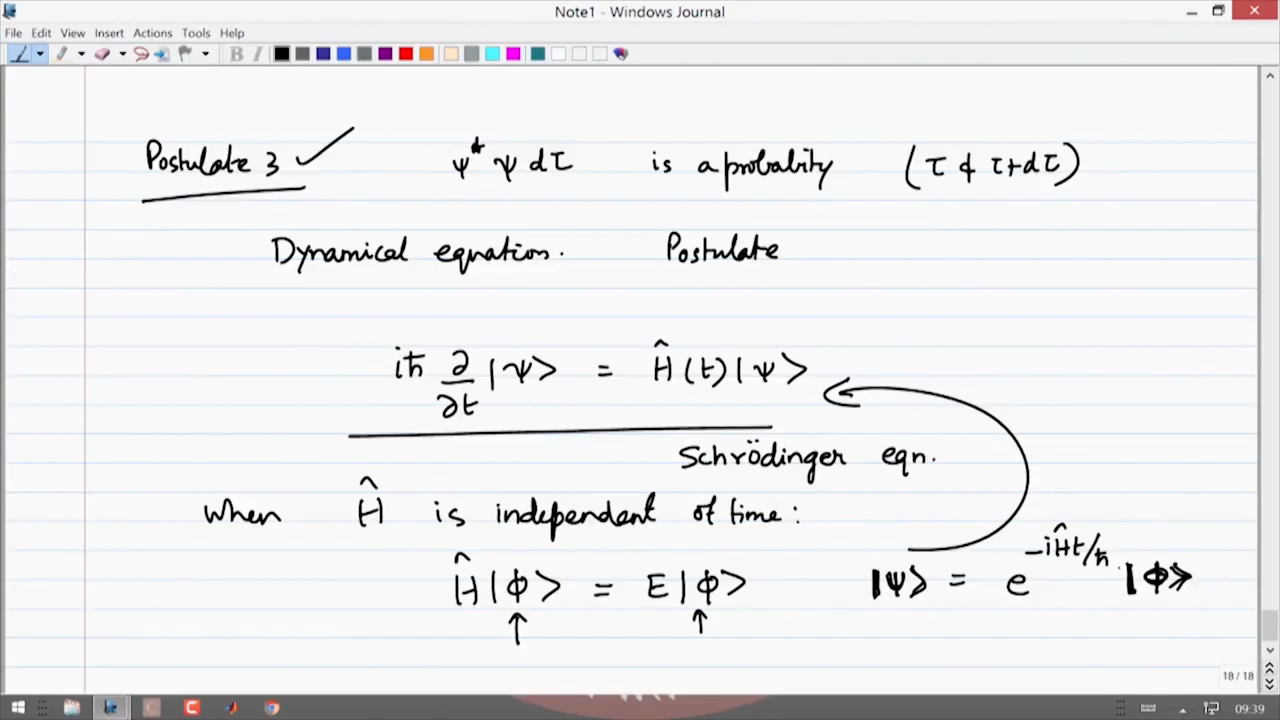 Note1 - Windows Journal
File Edit View Insert Actions Tools Help
B I
Postulate 3 ✓ ψ* ψ dτ is a probabity (τ & τ+dτ)
Dynamical equation. Postulate
iħ ∂/∂t |ψ> = Ĥ(t)|ψ>
Schrödinger eqn.
when Ĥ is independent of time:
Ĥ|Φ> = E|Φ> |ψ> = e^{-iĤt/ħ} |Φ>
18 / 18
09:39